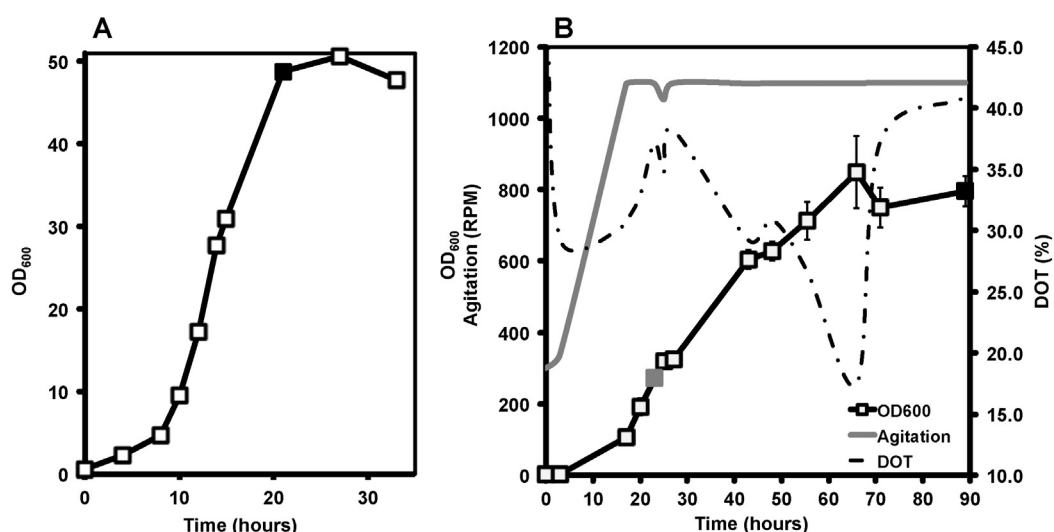 A
50
40
30
20
10
0
OD600
0 10 20 30
Time (hours)
B
1200
1000
800
600
400
200
0
OD600
Agitation (RPM)
45.0
40.0
35.0
30.0
25.0
20.0
15.0
10.0
DOT (%)
OD600
Agitation
DOT
0 10 20 30 40 50 60 70 80 90
Time (hours)